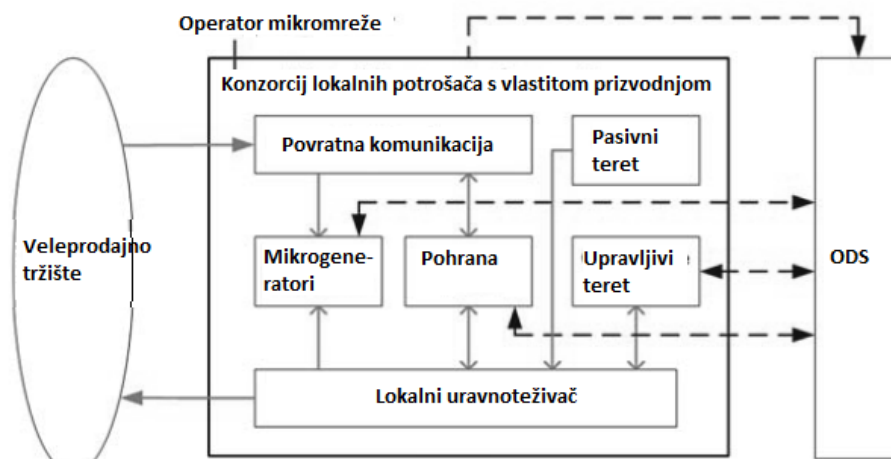 Operator mikromreže
Konzorcij lokalnih potrošača s vlastitom prizvodnjom
Povratna komunikacija
Pasivni
teret
Veleprodajno
tržište
Mikrogene-
ratori
Pohrana
Upravljivi
teret
ODS
Lokalni uravnoteživač